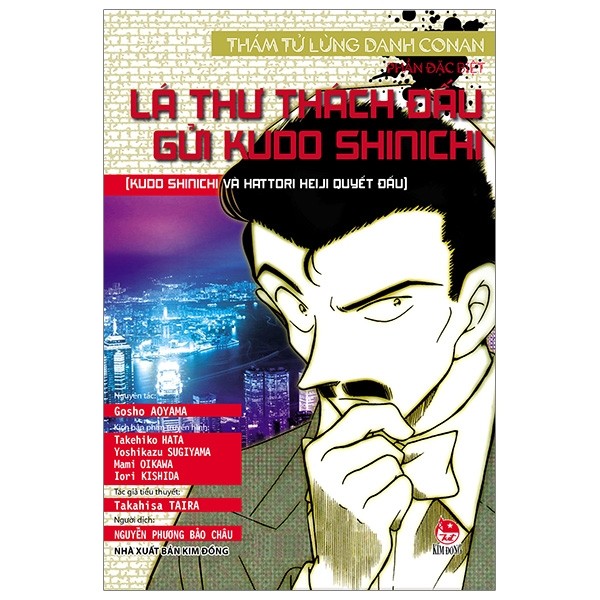 THÁM TỬ LỪNG DANH CONAN
PHẦN ĐẶC BIỆT
LÁ THƯ THÁCH ĐẤU
GỬI KUDO SHINICHI
[KUDO SHINICHI VÀ HATTORI HEIJI QUYẾT ĐẤU]
Nguyên tác:
Gosho AOYAMA
Kịch bản phim truyền hình:
Takehiko HATA
Yoshikazu SUGIYAMA
Mami OIKAWA
Iori KISHIDA
Tác giả tiểu thuyết:
Takahisa TAIRA
Người dịch:
NGUYỄN PHƯƠNG BẢO CHÂU
NHÀ XUẤT BẢN KIM ĐỒNG
KIM ĐỒNG